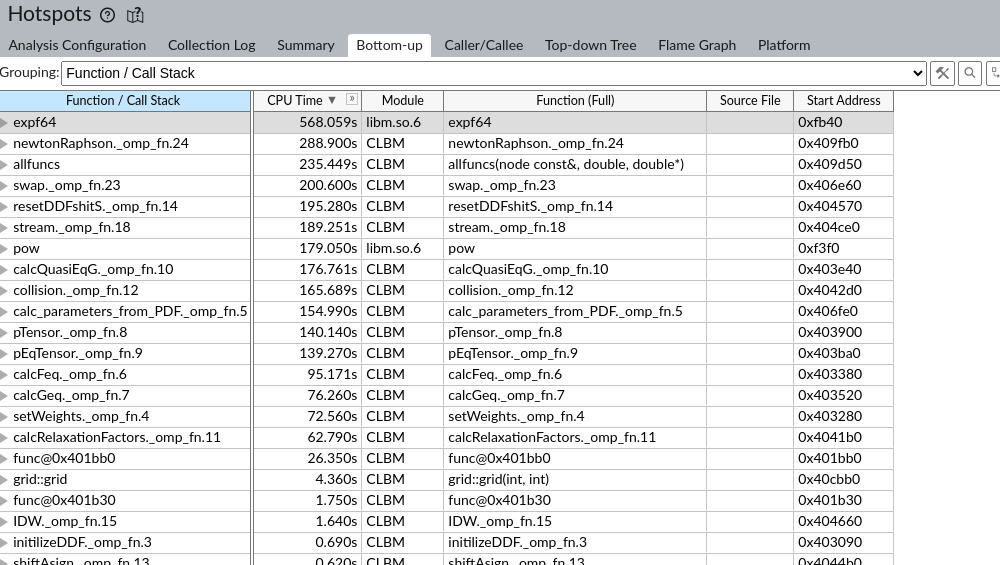 Hotspots
Analysis Configuration Collection Log Summary Bottom-up Caller/Callee Top-down Tree Flame Graph Platform
Grouping: Function / Call Stack
Function / Call Stack CPU Time ▼ » Module Function (Full) Source File Start Address
expf64 568.059s libm.so.6 expf64 0xfb40
newtonRaphson._omp_fn.24 288.900s CLBM newtonRaphson._omp_fn.24 0x409fb0
allfuncs 235.449s CLBM allfuncs(node const&, double, double*) 0x409d50
swap._omp_fn.23 200.600s CLBM swap._omp_fn.23 0x406e60
resetDDFshitS._omp_fn.14 195.280s CLBM resetDDFshitS._omp_fn.14 0x404570
stream._omp_fn.18 189.251s CLBM stream._omp_fn.18 0x404ce0
pow 179.050s libm.so.6 pow 0xf3f0
calcQuasiEqG._omp_fn.10 176.761s CLBM calcQuasiEqG._omp_fn.10 0x403e40
collision._omp_fn.12 165.689s CLBM collision._omp_fn.12 0x4042d0
calc_parameters_from_PDF._omp_fn.5 154.990s CLBM calc_parameters_from_PDF._omp_fn.5 0x406fe0
pTensor._omp_fn.8 140.140s CLBM pTensor._omp_fn.8 0x403900
pEqTensor._omp_fn.9 139.270s CLBM pEqTensor._omp_fn.9 0x403ba0
calcFeq._omp_fn.6 95.171s CLBM calcFeq._omp_fn.6 0x403380
calcGeq._omp_fn.7 76.260s CLBM calcGeq._omp_fn.7 0x403520
setWeights._omp_fn.4 72.560s CLBM setWeights._omp_fn.4 0x403280
calcRelaxationFactors._omp_fn.11 62.790s CLBM calcRelaxationFactors._omp_fn.11 0x4041b0
func@0x401bb0 26.350s CLBM func@0x401bb0 0x401bb0
grid::grid 4.360s CLBM grid::grid(int, int) 0x40cbb0
func@0x401b30 1.750s CLBM func@0x401b30 0x401b30
IDW._omp_fn.15 1.640s CLBM IDW._omp_fn.15 0x404660
initilizeDDF._omp_fn.3 0.690s CLBM initilizeDDF._omp_fn.3 0x403090
shiftAsign._omp_fn.13 0.620s CLBM shiftAsign._omp_fn.13 0x4044b0